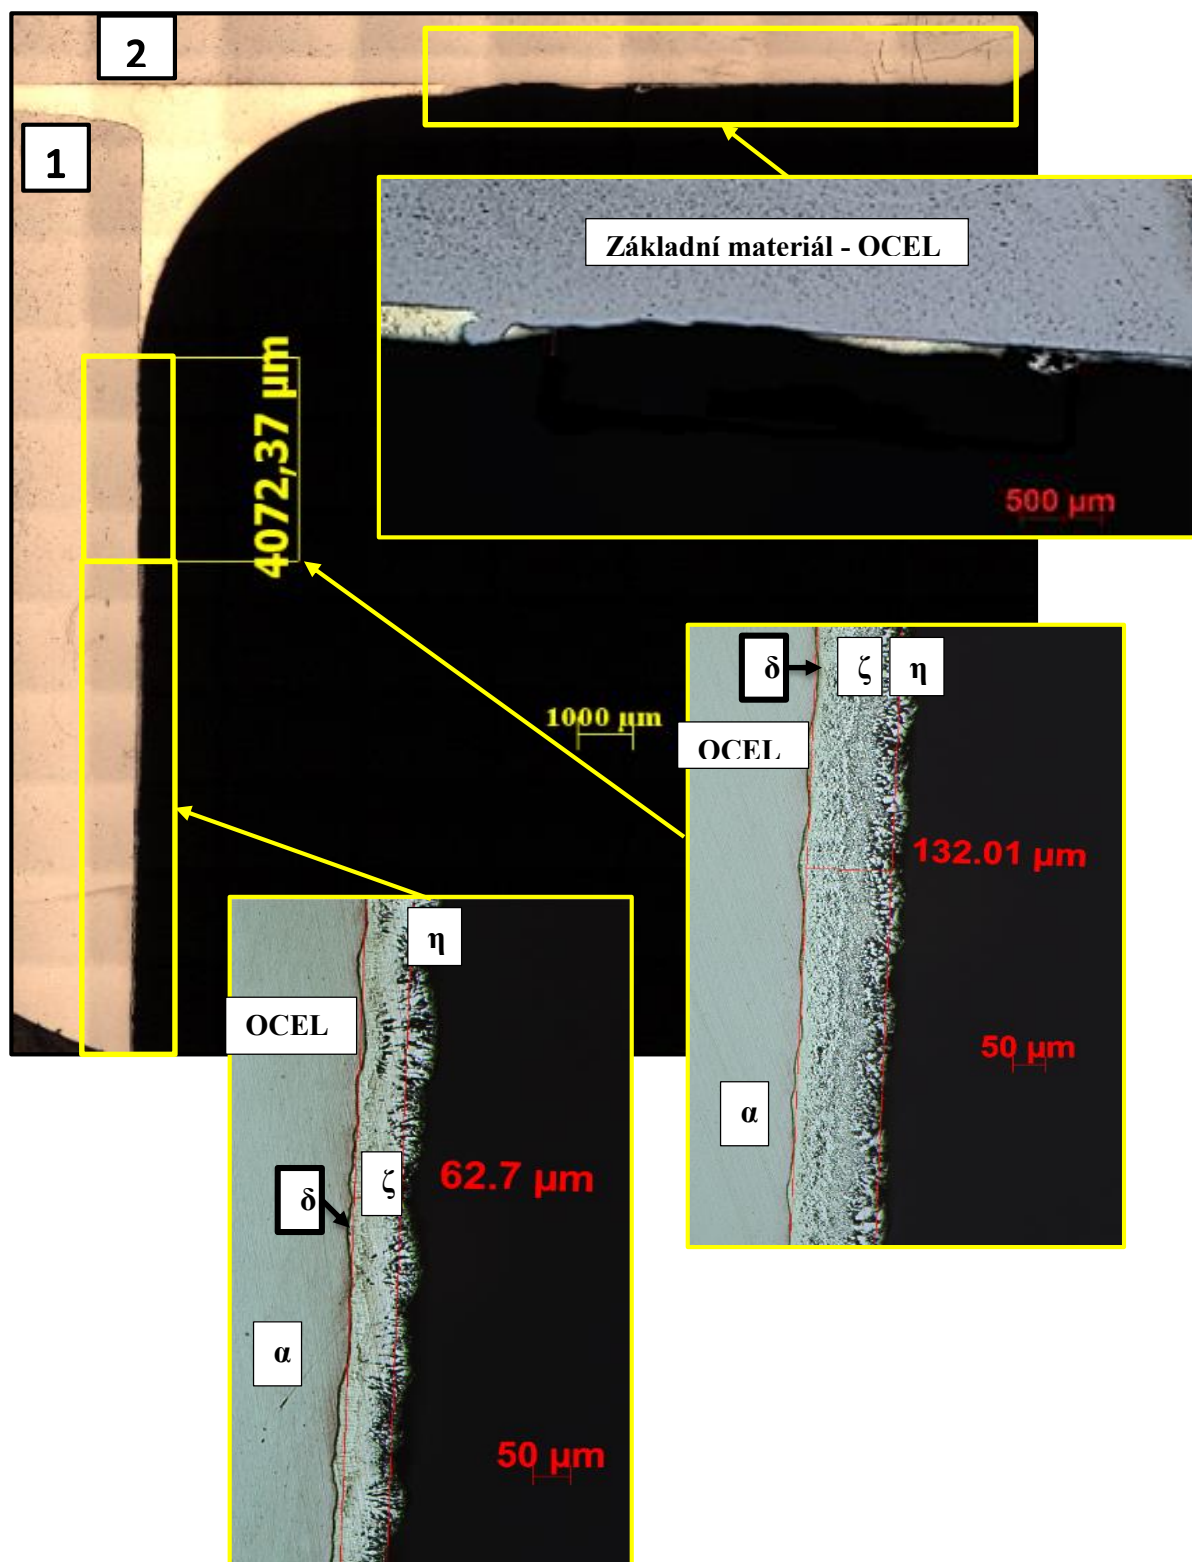 2
1
Základní materiál - OCEL
500 µm
4072,37 µm
1000 µm
δ
ζ
η
OCEL
132.01 µm
50 µm
α
η
OCEL
ζ
62.7 µm
δ
α
50 µm